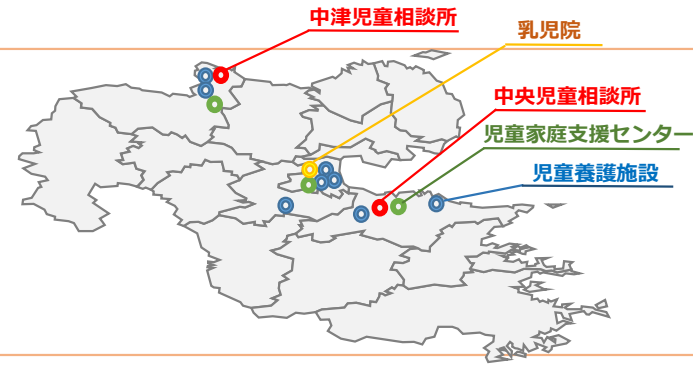 中津児童相談所
乳児院
中央児童相談所
児童家庭支援センター
児童養護施設